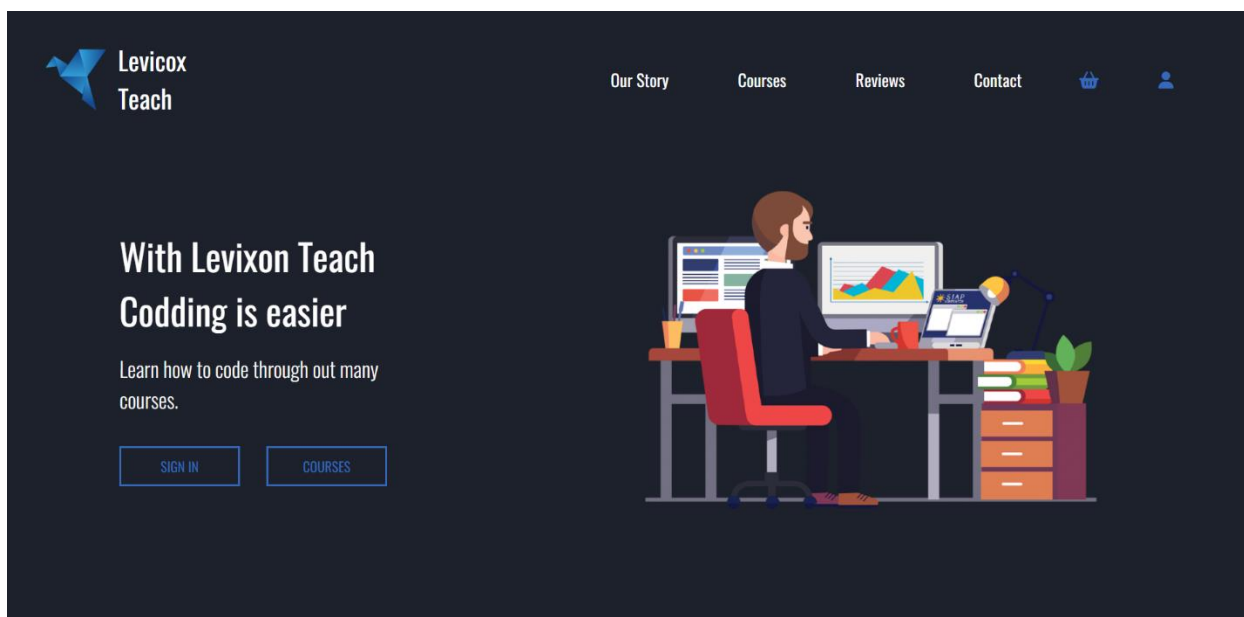 Levicox
Teach
Our Story
Courses
Reviews
Contact
With Levixon Teach
Codding is easier
Learn how to code through out many
courses.
SIGN IN
COURSES